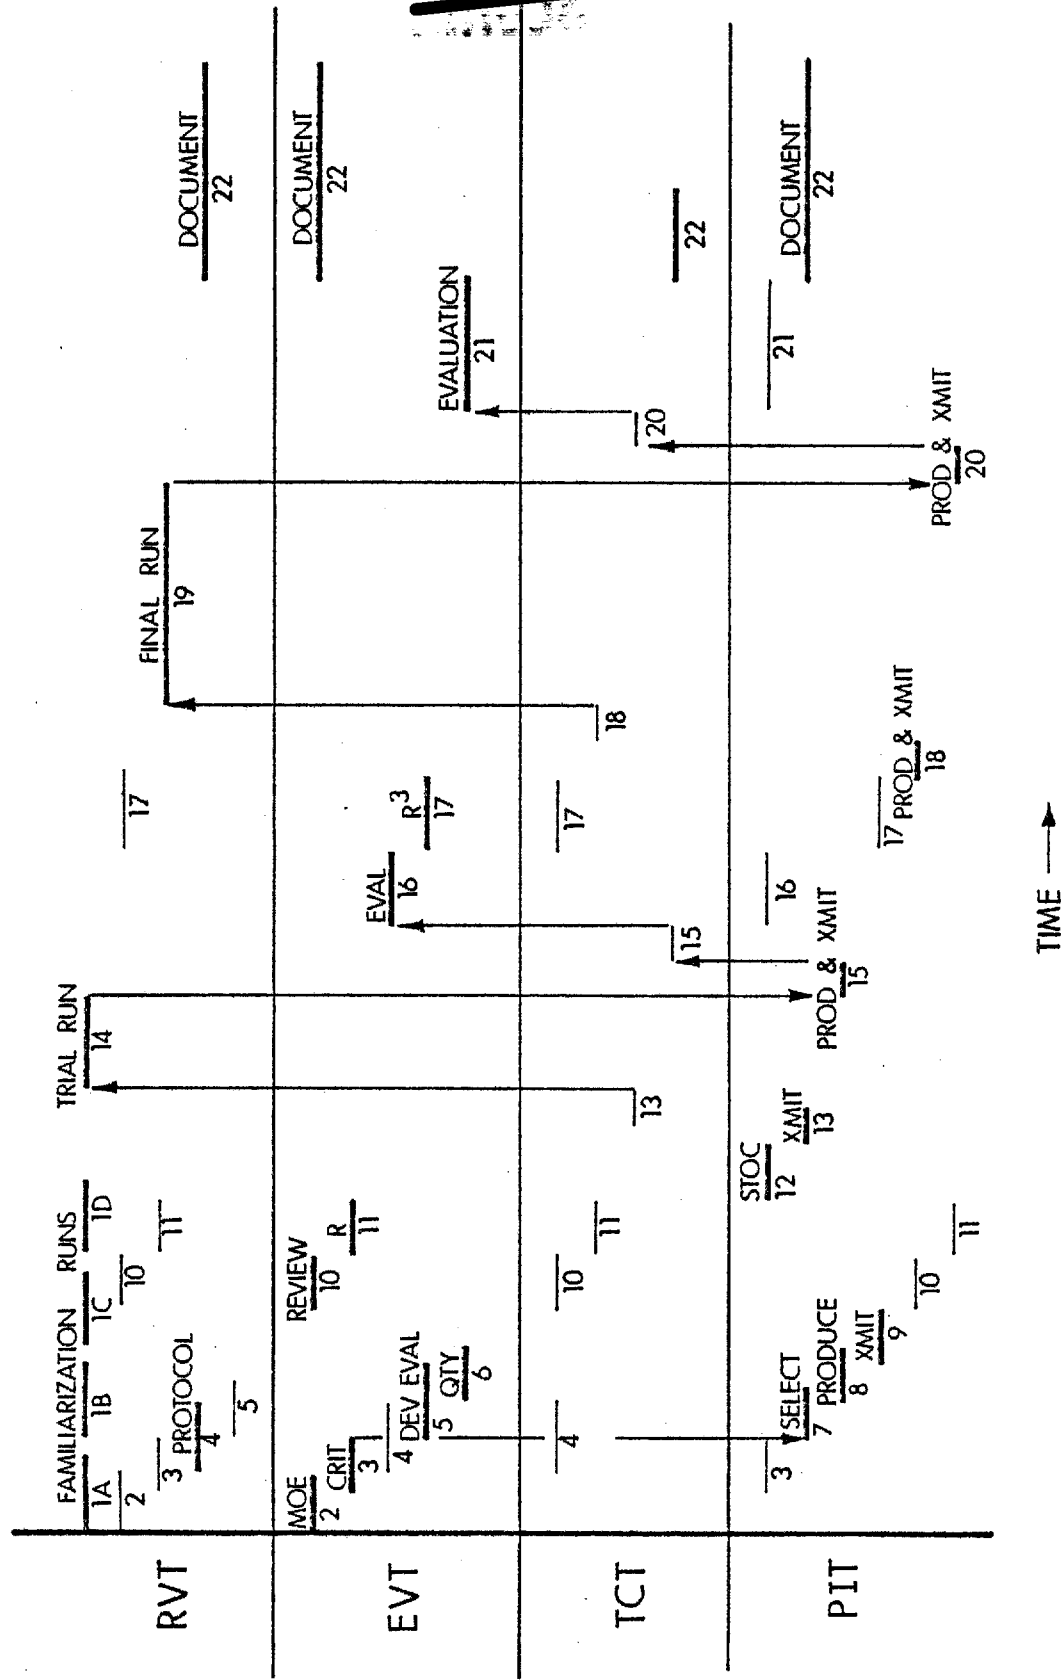 RVT
FAMILIARIZATION RUNS
1A 1B 1C 1D
2
3
PROTOCOL
4
5
10
11
TRIAL RUN
14
17
FINAL RUN
19
DOCUMENT
22
EVT
MOE
2
CRIT
3
4
DEV EVAL
5
QTY
6
REVIEW
10
R
11
EVAL
16
R³
17
EVALUATION
21
DOCUMENT
22
TCT
4
10
11
13
15
17
18
20
22
PIT
3
SELECT
7
PRODUCE
8
XMIT
9
10
11
STOC
12
XMIT
13
PROD & XMIT
15
16
17
PROD & XMIT
18
PROD & XMIT
20
21
DOCUMENT
22
TIME